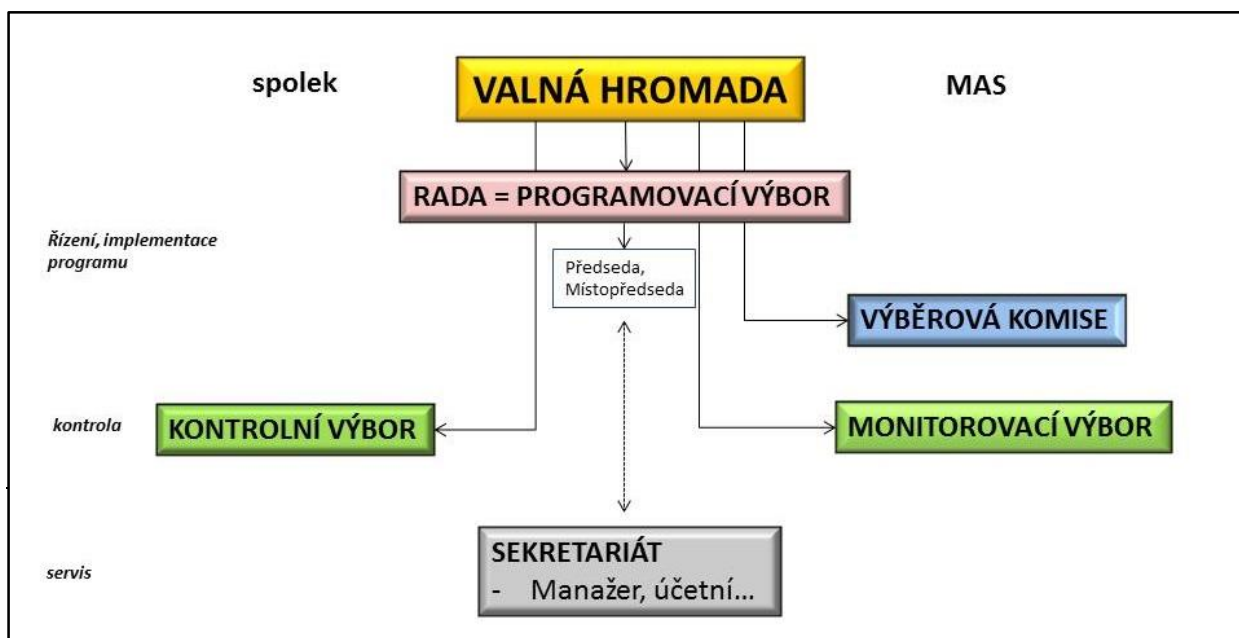 spolek
VALNÁ HROMADA
MAS
RADA = PROGRAMOVACÍ VÝBOR
Řízení, implementace
programu
Předseda,
Místopředseda
VÝBĚROVÁ KOMISE
kontrola
KONTROLNÍ VÝBOR
MONITOROVACÍ VÝBOR
SEKRETARIÁT
- Manažer, účetní...
servis